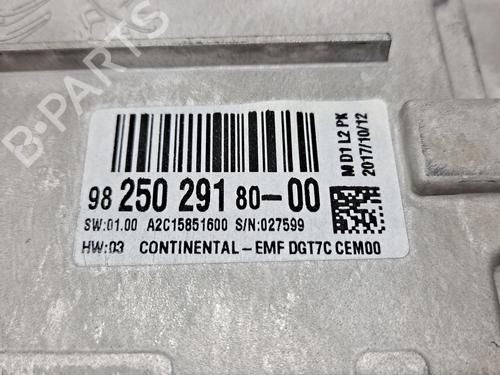 B-PARTS
98 250 291 80-00
SW:01.00 A2C15851600 S/N:027599
HW:03 CONTINENTAL-EMF DGT7C CEM00
M D1 L2 PK
2017/10/12